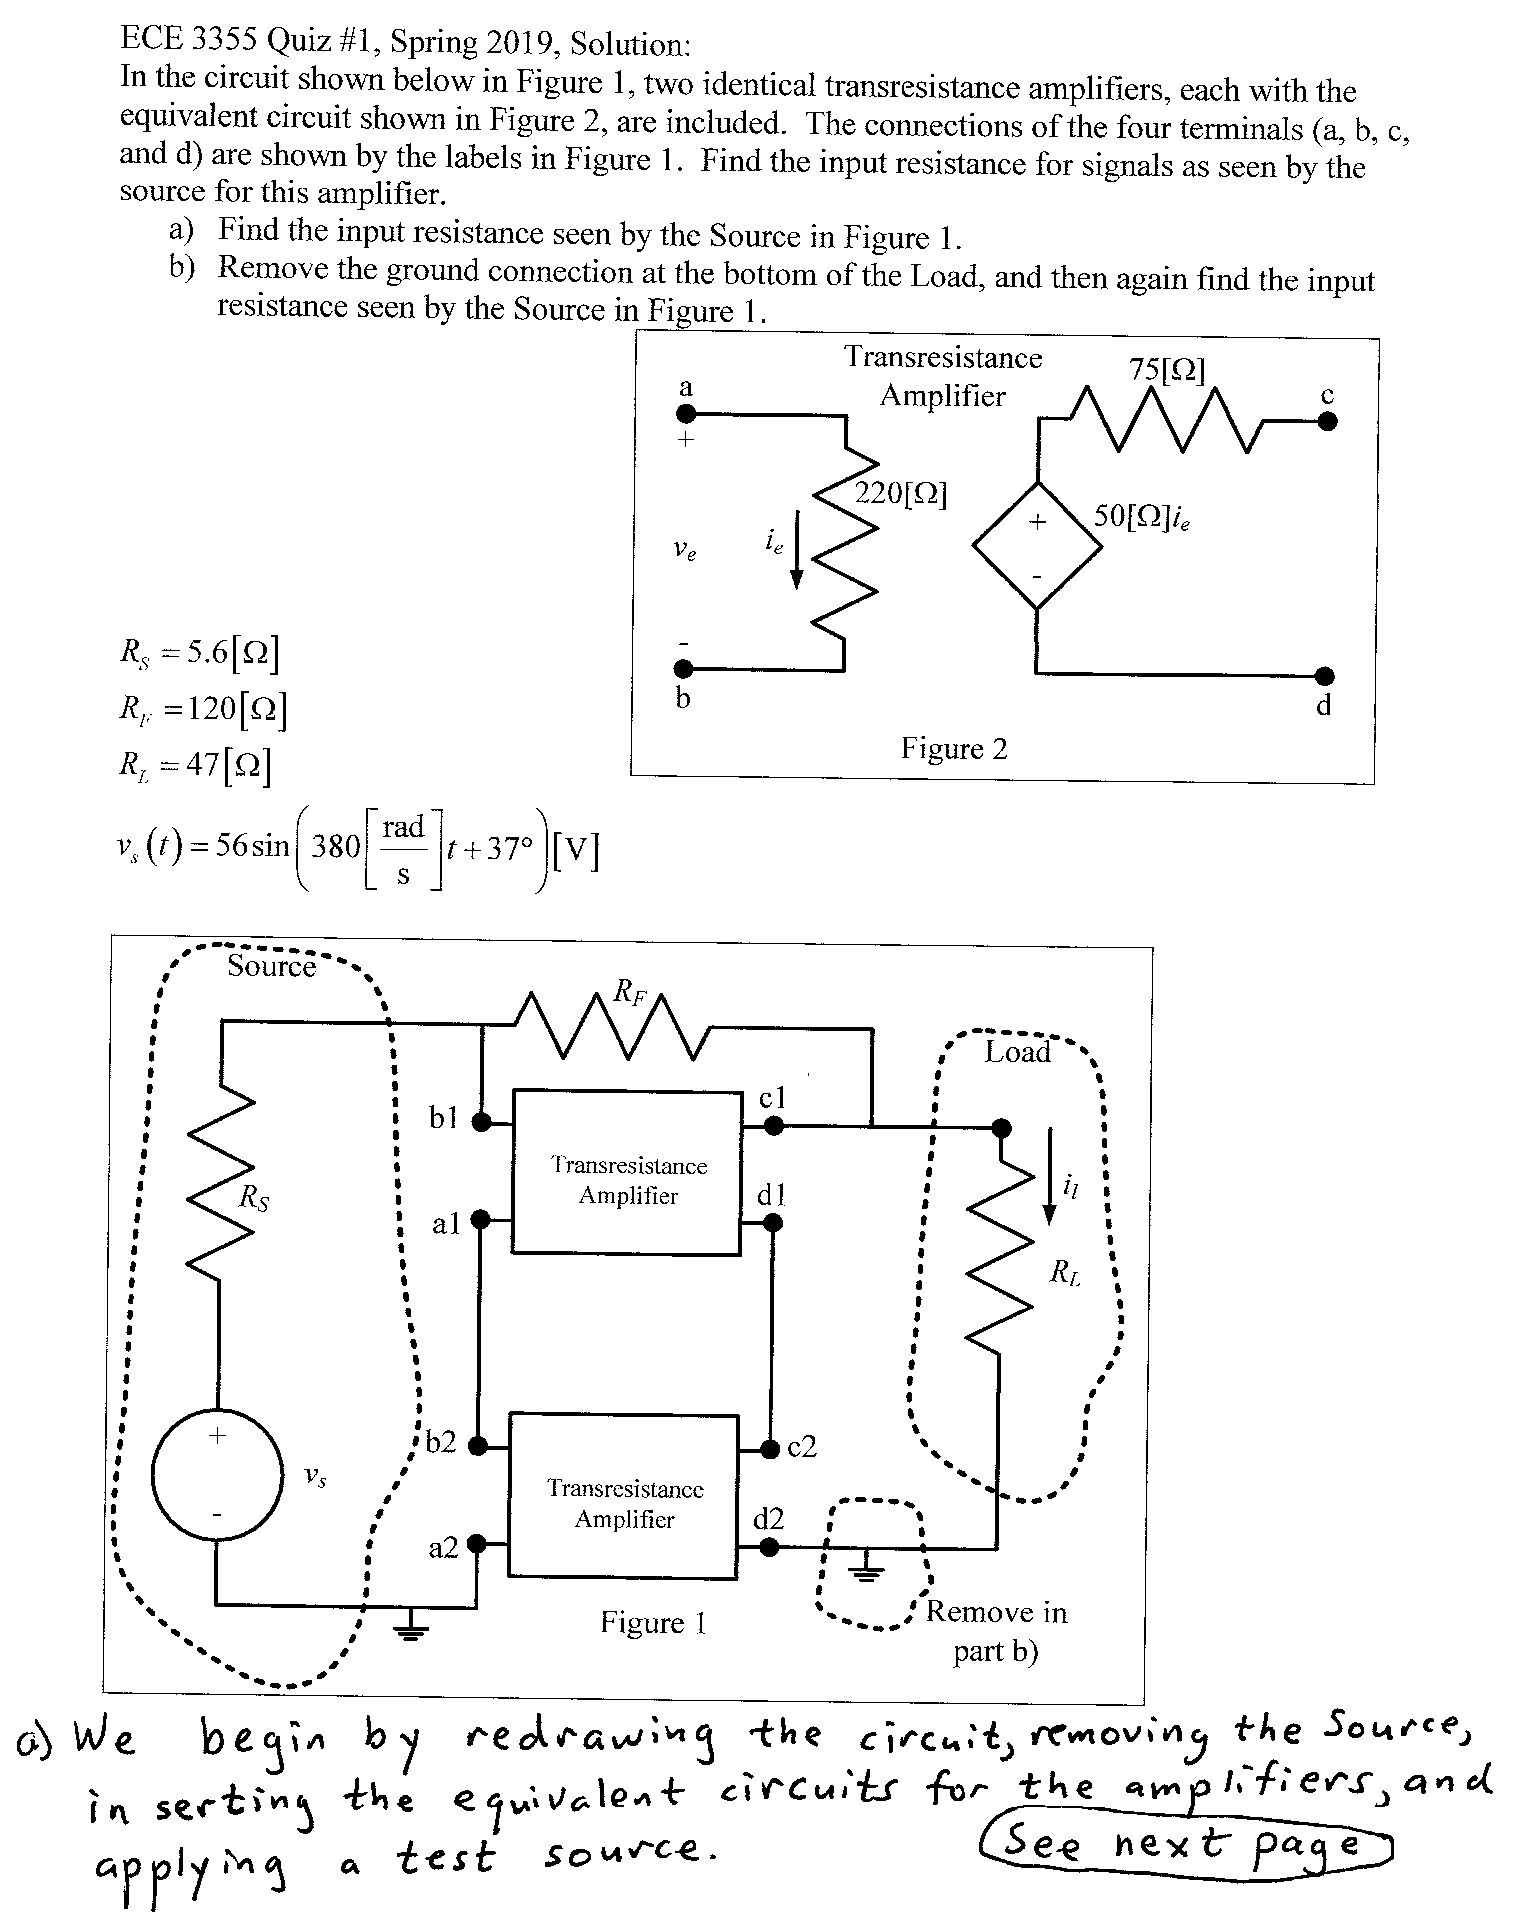 ECE 3355 Quiz #1, Spring 2019, Solution:
In the circuit shown below in Figure 1, two identical transresistance amplifiers, each with the
equivalent circuit shown in Figure 2, are included. The connections of the four terminals (a, b, c,
and d) are shown by the labels in Figure 1. Find the input resistance for signals as seen by the
source for this amplifier.
a) Find the input resistance seen by the Source in Figure 1.
b) Remove the ground connection at the bottom of the Load, and then again find the input
resistance seen by the Source in Figure 1.
Transresistance
Amplifier
75[Ω]
a
c
+
220[Ω]
+
50[Ω]iₑ
vₑ
iₑ
-
-
b
d
Figure 2
R_S = 5.6[Ω]
R_F = 120[Ω]
R_L = 47[Ω]
v_s(t) = 56 sin(380[rad/s]t + 37°)[V]
Source
R_F
Load
b1
c1
Transresistance
Amplifier
R_S
a1
d1
i_l
R_L
+
v_s
-
b2
c2
Transresistance
Amplifier
a2
d2
Figure 1
Remove in
part b)
a) We begin by redrawing the circuit, removing the Source,
inserting the equivalent circuits for the amplifiers, and
applying a test source.
See next page